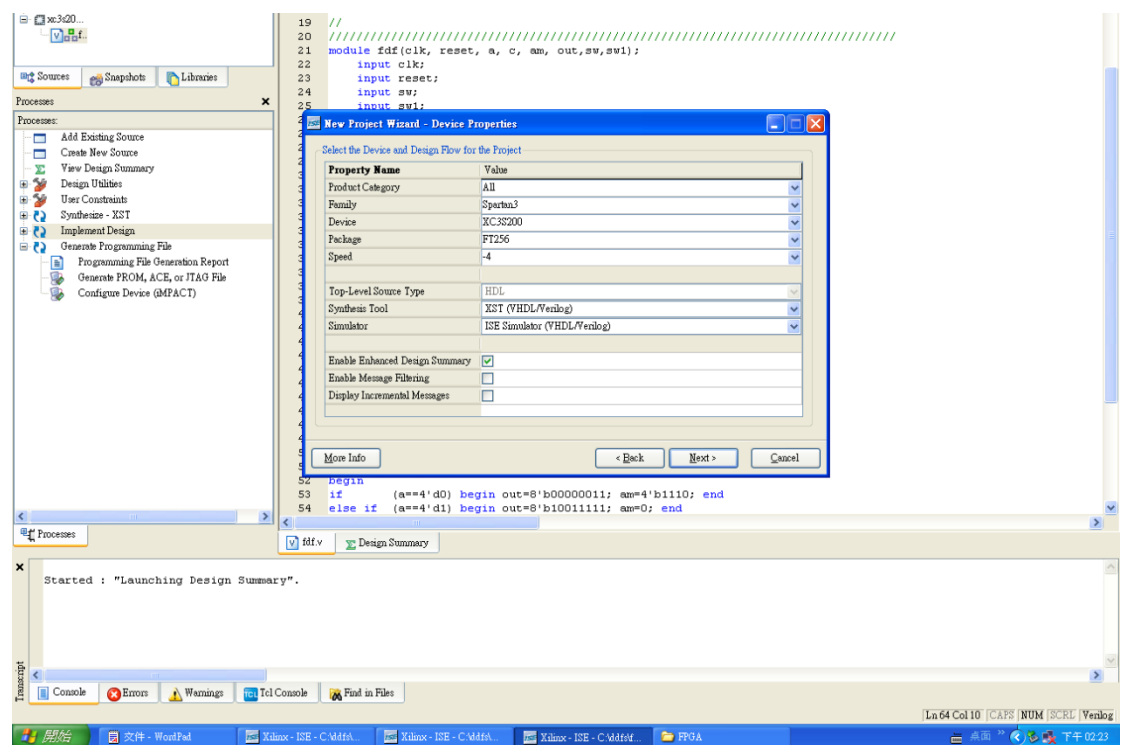 xc3s20...
f..
Sources Snapshots Libraries
Processes
Processes:
Add Existing Source
Create New Source
View Design Summary
Design Utilities
User Constraints
Synthesize - XST
Implement Design
Generate Programming File
Programming File Generation Report
Generate PROM, ACE, or JTAG File
Configure Device (iMPACT)
Processes
19 //
20 ////////////////////////////////////////////////////////////////////////////////
21 module fdf(clk, reset, a, c, am, out,sw,sw1);
22 input clk;
23 input reset;
24 input sw;
25 input sw1;
New Project Wizard - Device Properties
Select the Device and Design Flow for the Project
Property Name Value
Product Category All
Family Spartan3
Device XC3S200
Package FT256
Speed -4
Top-Level Source Type HDL
Synthesis Tool XST (VHDL/Verilog)
Simulator ISE Simulator (VHDL/Verilog)
Enable Enhanced Design Summary
Enable Message Filtering
Display Incremental Messages
More Info < Back Next > Cancel
52 begin
53 if (a==4'd0) begin out=8'b00000011; am=4'b1110; end
54 else if (a==4'd1) begin out=8'b10011111; am=0; end
fdf.v Design Summary
Started : "Launching Design Summary".
Transcript
Console Errors Warnings Tcl Console Find in Files
Ln 64 Col 10 CAPS NUM SCRL Verilog
開始 文件 - WordPad Xilinx - ISE - C:\ddfs\... Xilinx - ISE - C:\ddfs\... Xilinx - ISE - C:\ddfs\f... FPGA 桌面 » 下午 02:23